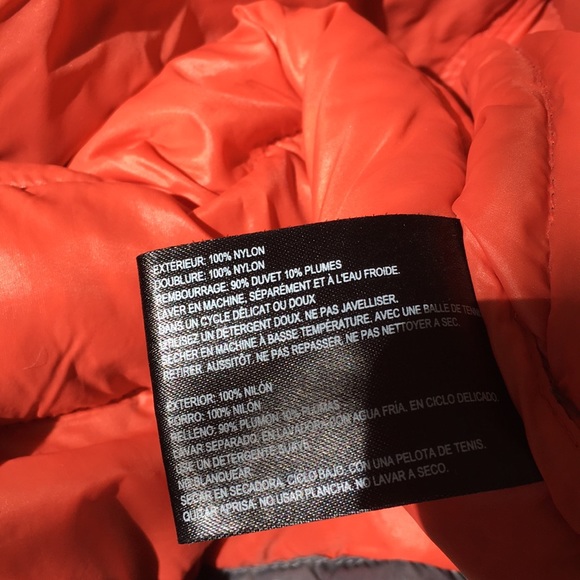 EXTÉRIEUR: 100% NYLON
DOUBLURE: 100% NYLON
REMBOURRAGE: 90% DUVET 10% PLUMES
LAVER EN MACHINE, SÉPARÉMENT ET À L'EAU FROIDE.
DANS UN CYCLE DÉLICAT OU DOUX
UTILISEZ UN DÉTERGENT DOUX. NE PAS JAVELLISER.
SÉCHER EN MACHINE À BASSE TEMPÉRATURE. AVEC UNE BALLE DE TENNIS
RETIRER AUSSITÔT. NE PAS REPASSER, NE PAS NETTOYER A SEC.
EXTERIOR: 100% NILÓN
FORRO: 100% NILON
RELLENO: 90% PLUMON 10% PLUMAS
LAVAR SEPARADO. EN LAVADORA CON AGUA FRÍA. EN CICLO DELICADO
USE UN DETERGENTE SUAVE.
NO BLANQUEAR
SECAR EN SECADORA, CICLO BAJO, CON UNA PELOTA DE TENIS.
QUITAR APRISA. NO USAR PLANCHA. NO LAVAR A SECO.